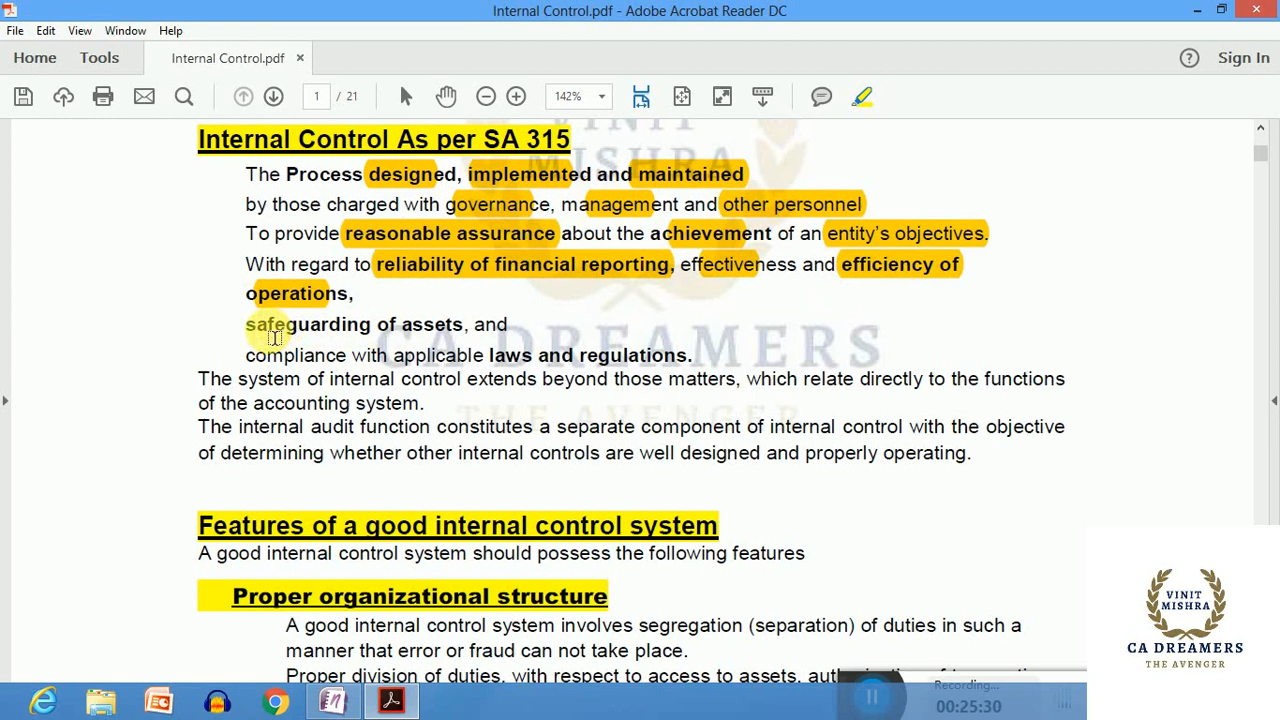 Internal Control.pdf - Adobe Acrobat Reader DC
File Edit View Window Help
Home Tools Internal Control.pdf × Sign In
1 / 21 142%
VINIT
MISHRA
Internal Control As per SA 315
The Process designed, implemented and maintained
by those charged with governance, management and other personnel
To provide reasonable assurance about the achievement of an entity's objectives.
With regard to reliability of financial reporting, effectiveness and efficiency of
operations,
safeguarding of assets, and
compliance with applicable laws and regulations.
CA DREAMERS
THE AVENGER
The system of internal control extends beyond those matters, which relate directly to the functions
of the accounting system.
The internal audit function constitutes a separate component of internal control with the objective
of determining whether other internal controls are well designed and properly operating.
Features of a good internal control system
A good internal control system should possess the following features
Proper organizational structure
A good internal control system involves segregation (separation) of duties in such a
manner that error or fraud can not take place.
Proper division of duties, with respect to access to assets,
VINIT
MISHRA
CA DREAMERS
THE AVENGER
Recording...
00:25:30